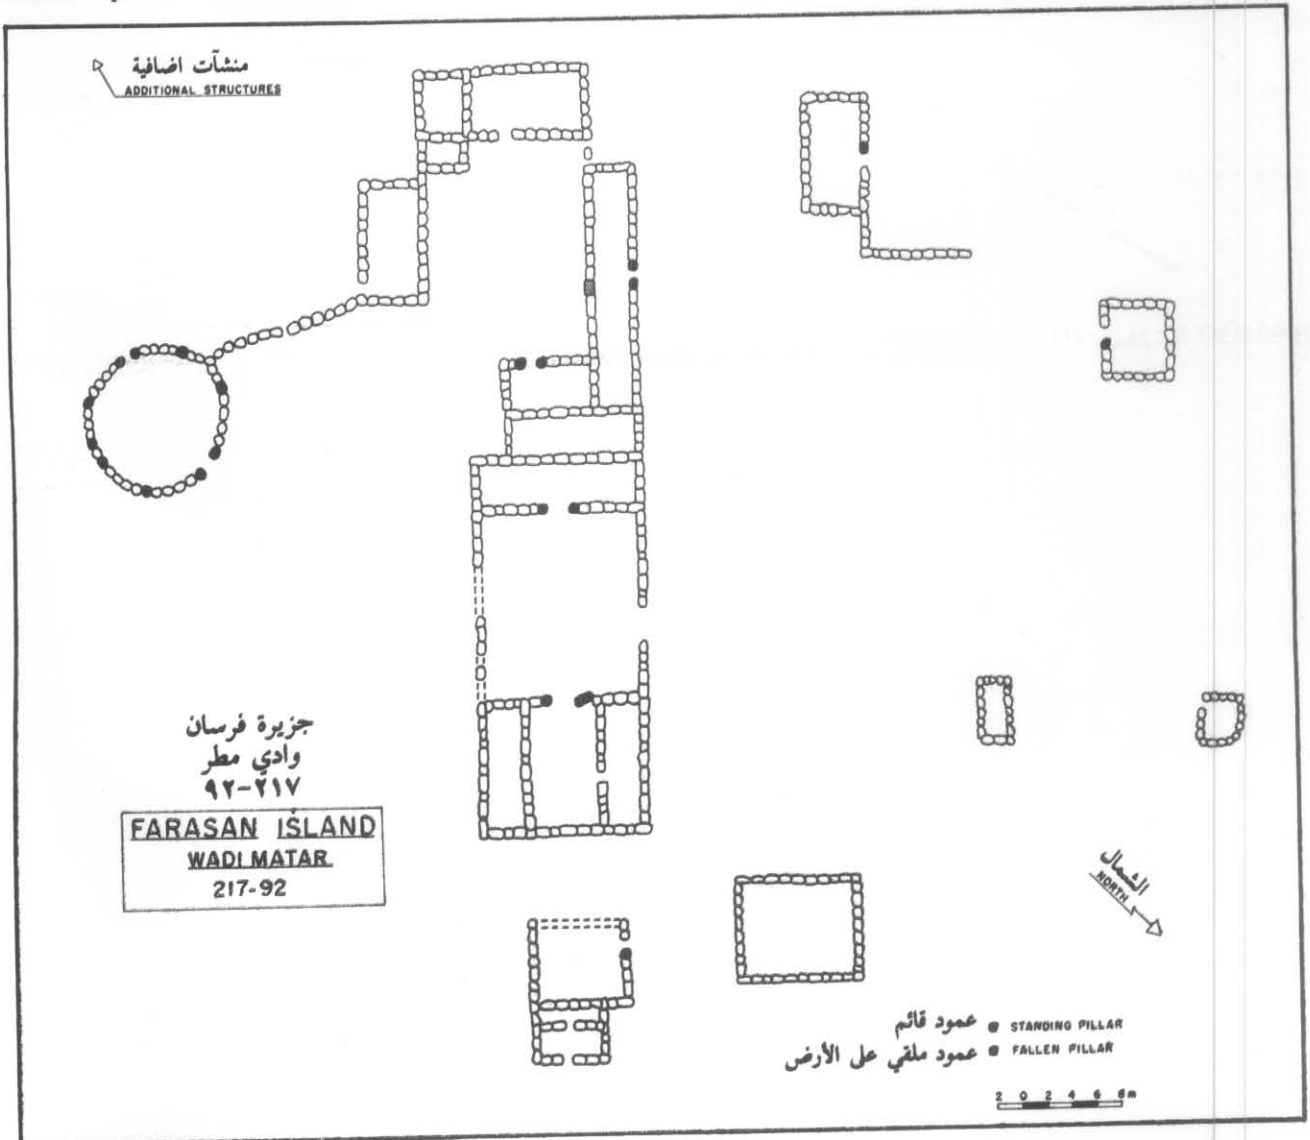 منشآت اضافية
ADDITIONAL STRUCTURES
جزيرة فرسان
وادي مطر
٢١٧-٩٢
FARASAN ISLAND
WADI MATAR
217-92
الشمال
NORTH
عمود قائم STANDING PILLAR
عمود ملقي على الأرض FALLEN PILLAR
2 0 2 4 6 8m